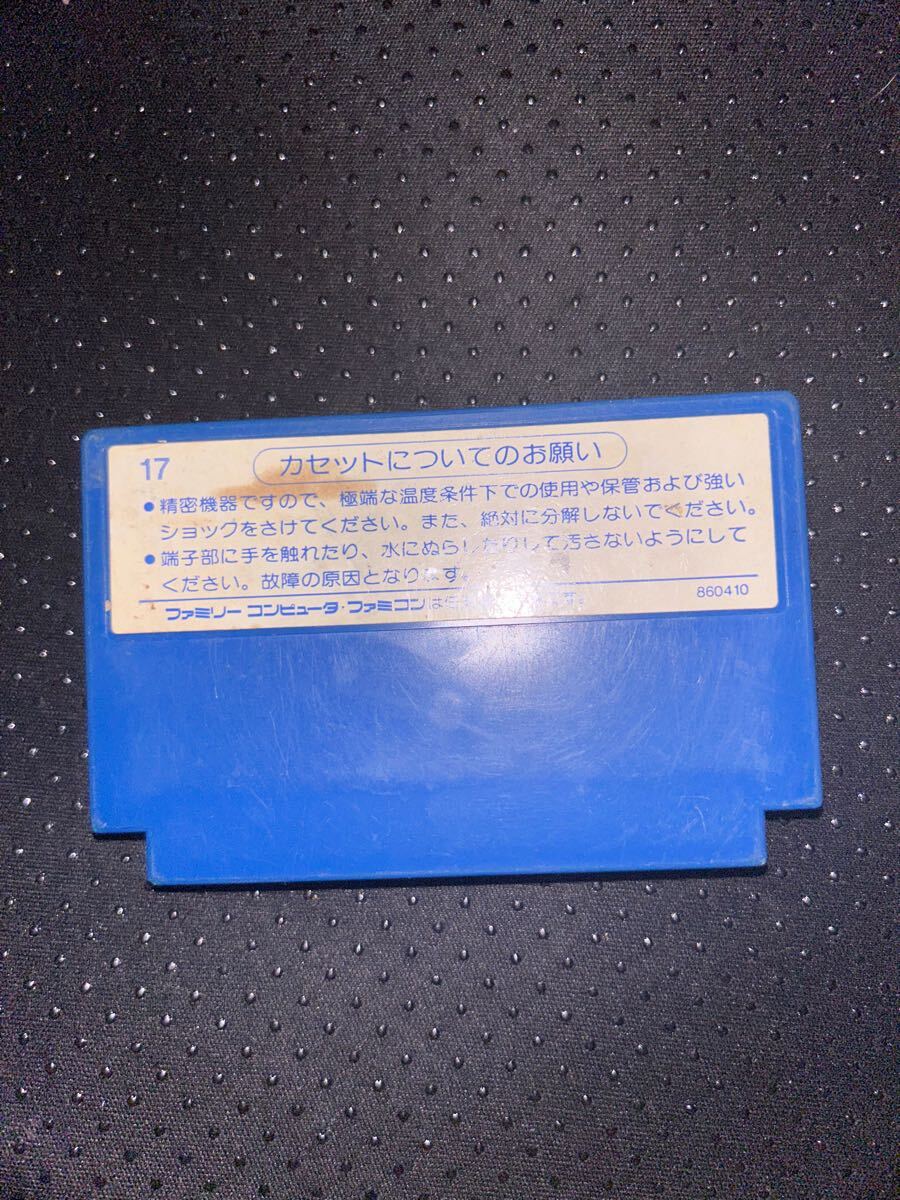 17
カセットについてのお願い
●精密機器ですので、極端な温度条件下での使用や保管および強い
ショックをさけてください。また、絶対に分解しないでください。
●端子部に手を触れたり、水にぬらしたりして汚さないようにして
ください。故障の原因となります。
ファミリー コンピュータ・ファミコンは
860410